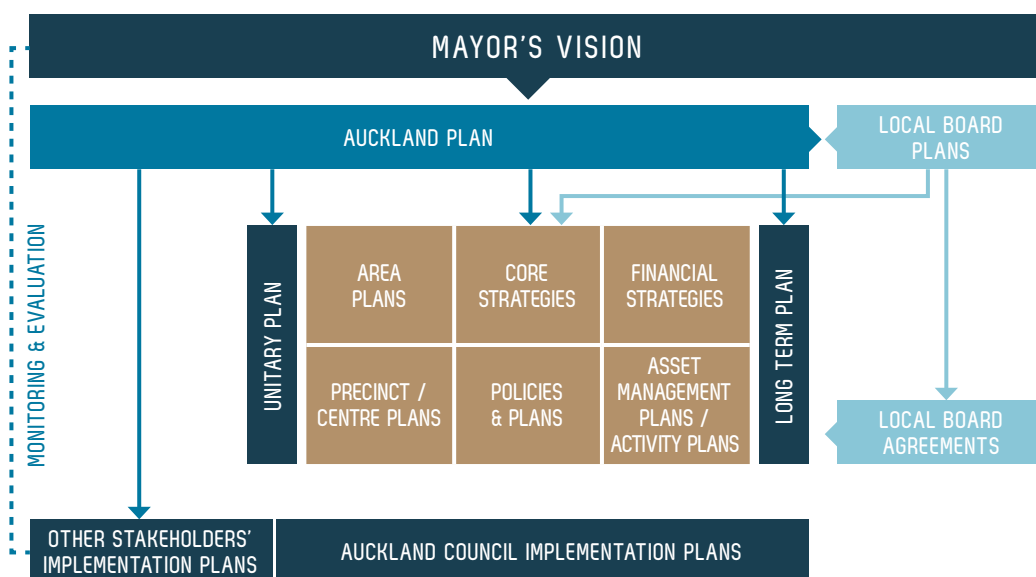 MAYOR'S VISION
AUCKLAND PLAN
LOCAL BOARD
PLANS
MONITORING & EVALUATION
UNITARY PLAN
AREA
PLANS
CORE
STRATEGIES
FINANCIAL
STRATEGIES
PRECINCT /
CENTRE PLANS
POLICIES
& PLANS
ASSET
MANAGEMENT
PLANS /
ACTIVITY PLANS
LONG TERM PLAN
LOCAL BOARD
AGREEMENTS
OTHER STAKEHOLDERS'
IMPLEMENTATION PLANS
AUCKLAND COUNCIL IMPLEMENTATION PLANS